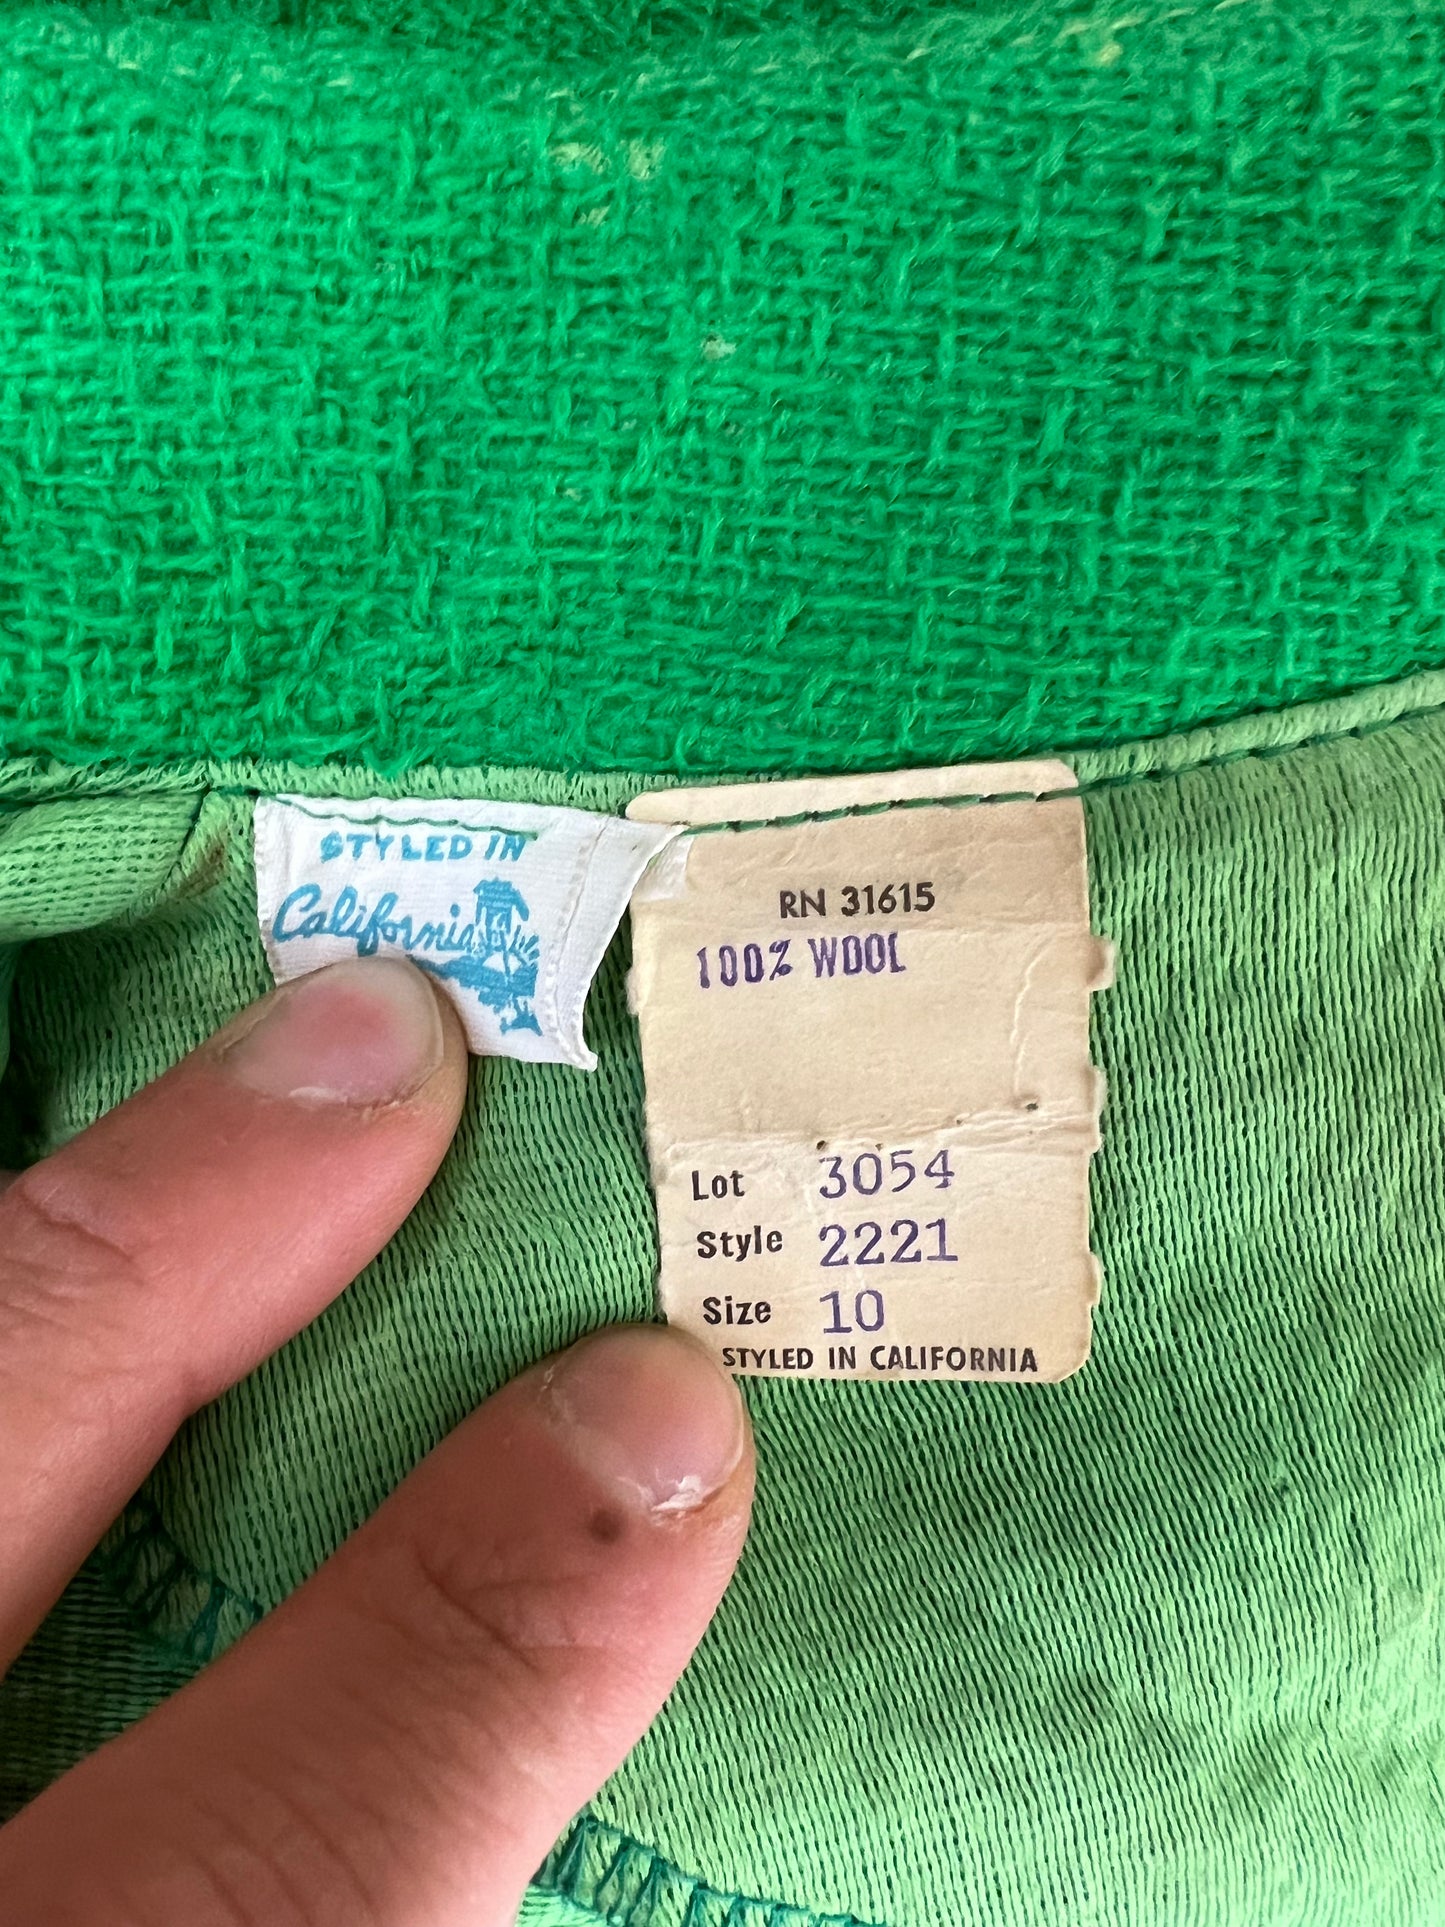 STYLED IN
California
RN 31615
100% WOOL
Lot 3054
Style 2221
Size 10
STYLED IN CALIFORNIA